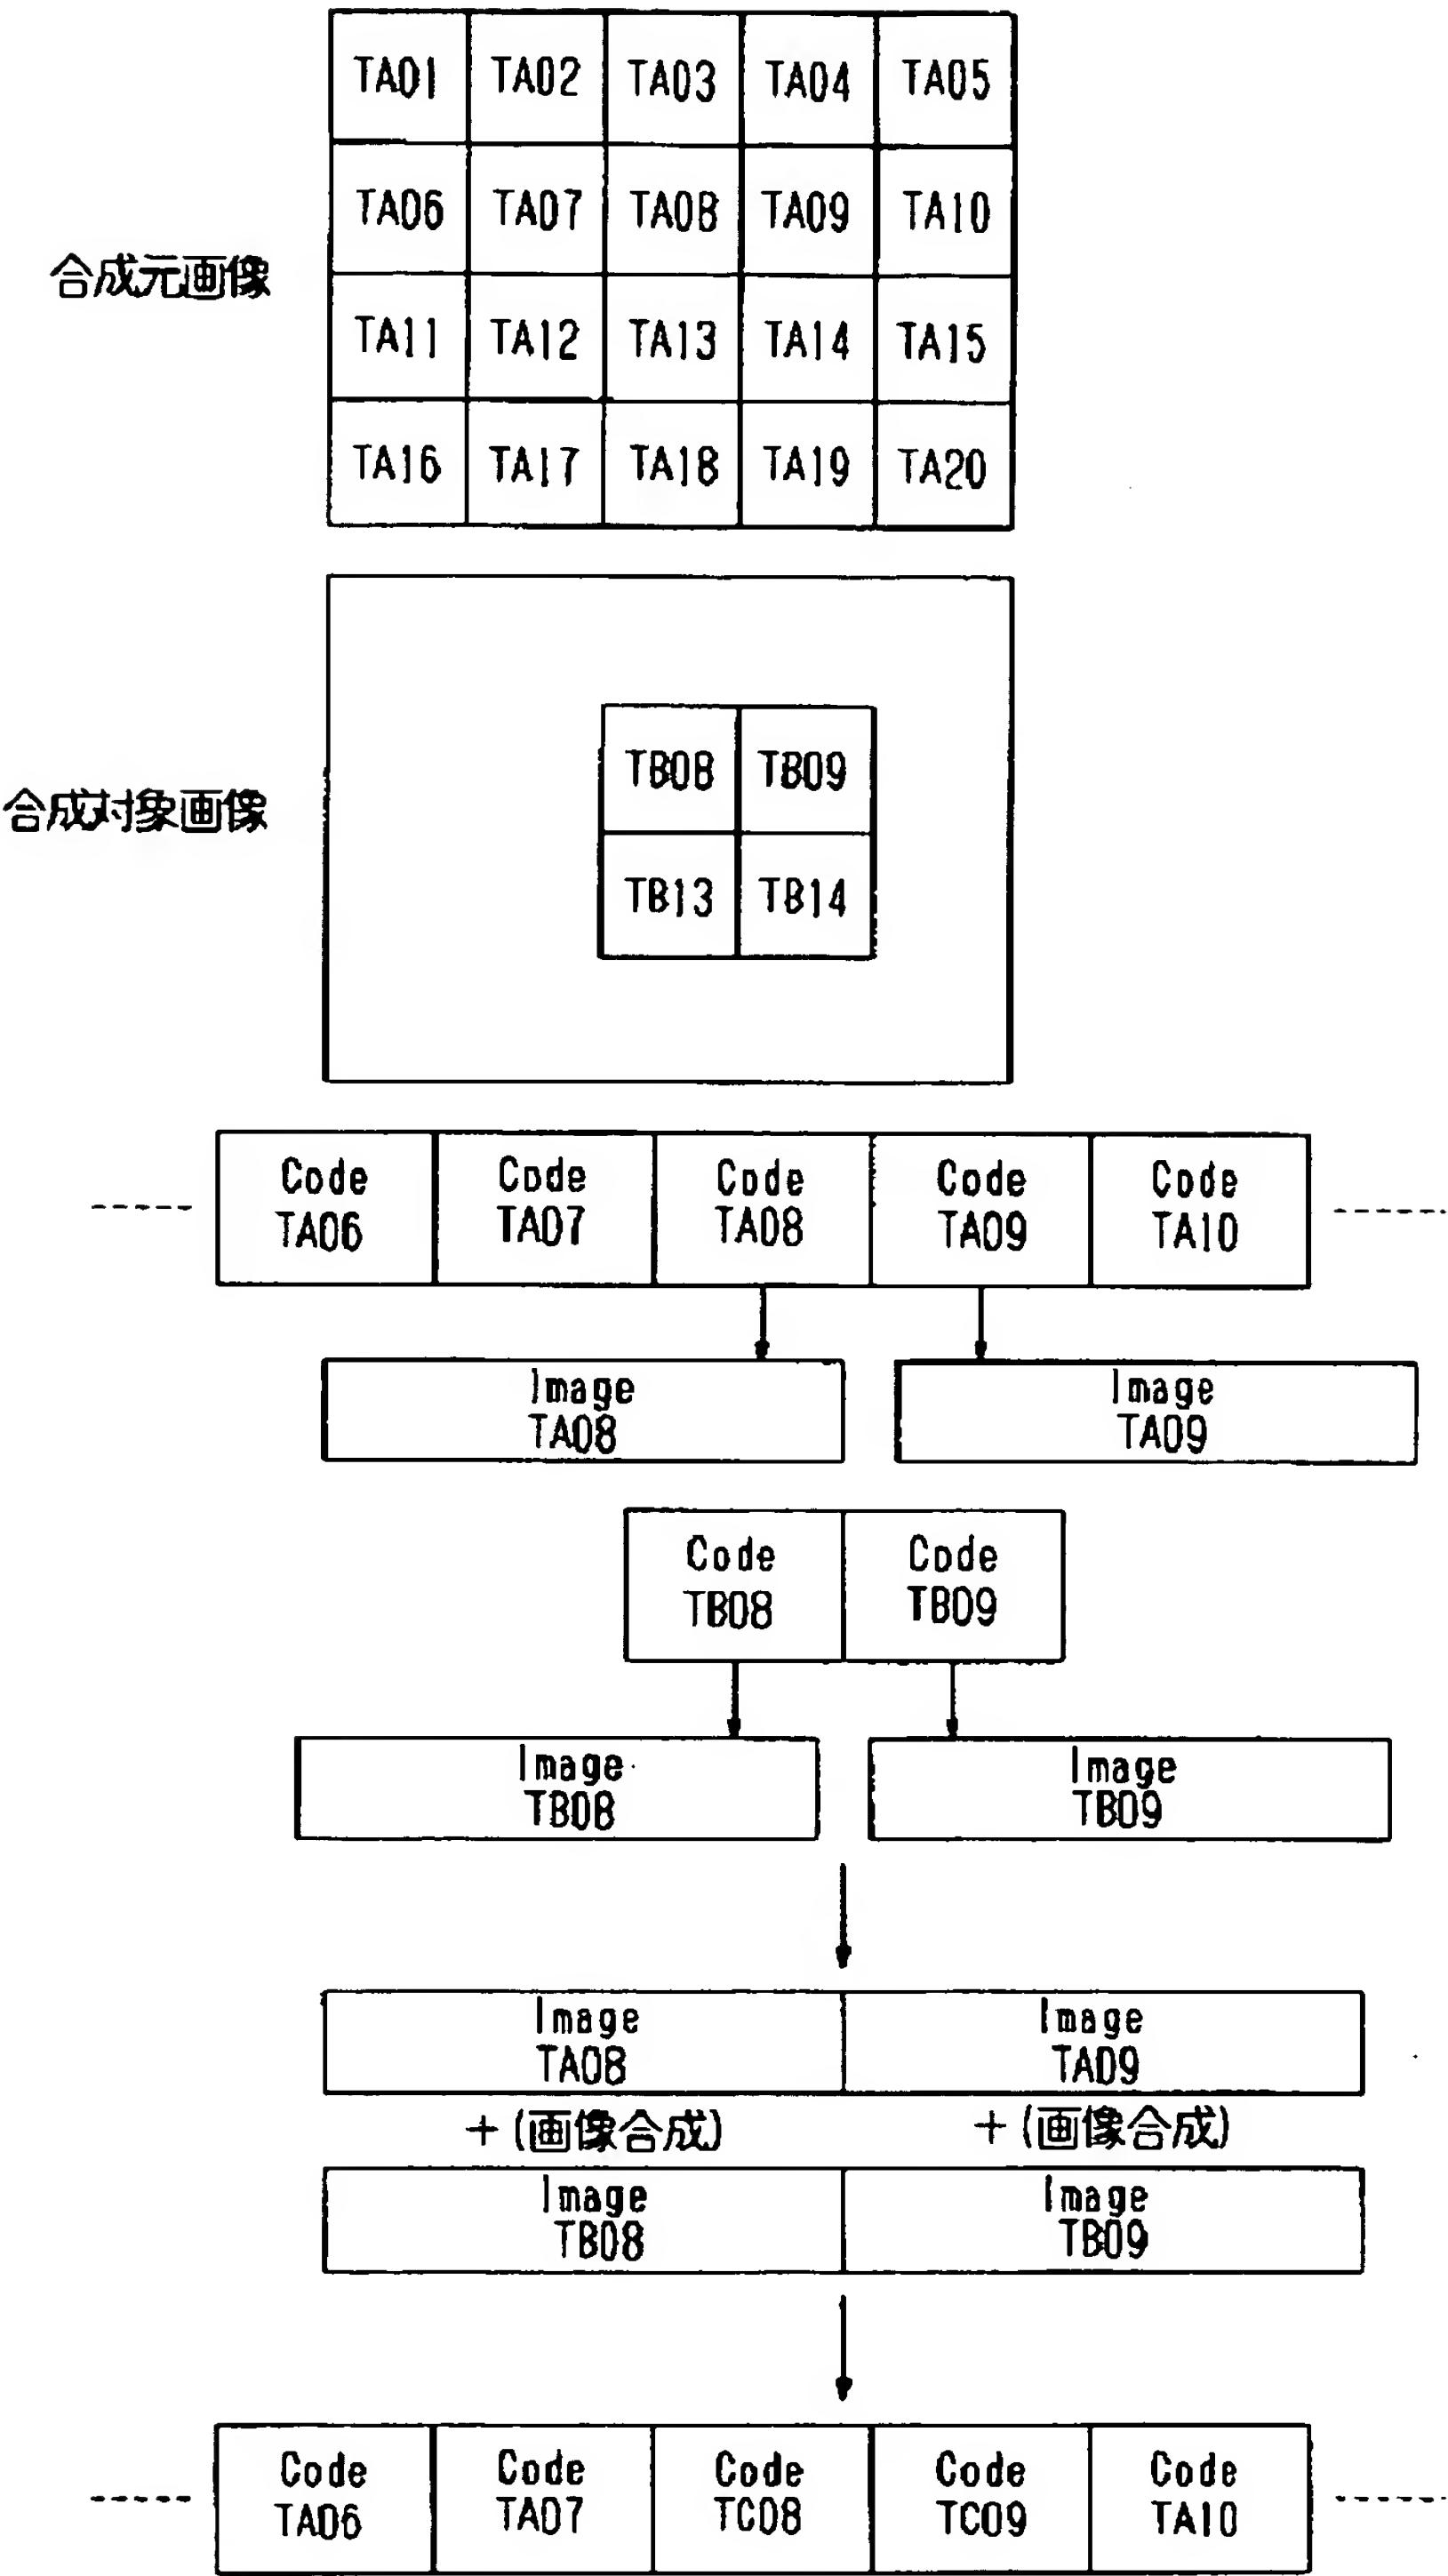 TA01 TA02 TA03 TA04 TA05
TA06 TA07 TA08 TA09 TA10
合成元画像
TA11 TA12 TA13 TA14 TA15
TA16 TA17 TA18 TA19 TA20
TB08 TB09
合成対象画像
TB13 TB14
Code Code Code Code Code
TA06 TA07 TA08 TA09 TA10
Image Image
TA08 TA09
Code Code
TB08 TB09
Image Image
TB08 TB09
Image Image
TA08 TA09
+(画像合成) +(画像合成)
Image Image
TB08 TB09
Code Code Code Code Code
TA06 TA07 TC08 TC09 TA10